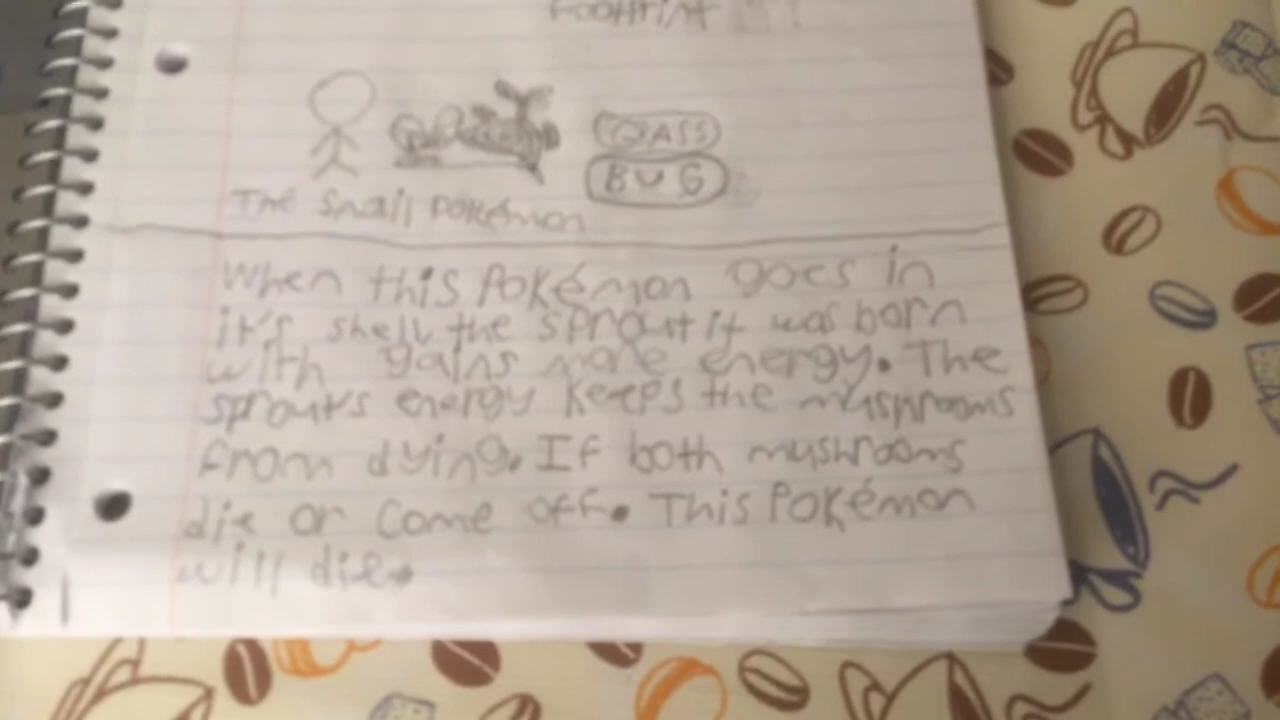 Footprint
GASS
BUG
The Snail Pokémon
When this Pokémon goes in
it's shell the sprout it was born
with gains more energy. The
sprouts energy keeps the mushrooms
from dying. If both mushrooms
die or come off. This Pokémon
will die.